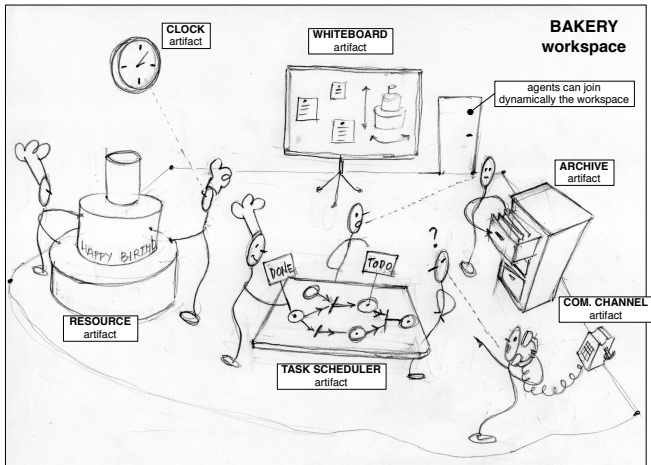 CLOCK
artifact
WHITEBOARD
artifact
BAKERY
workspace
agents can join
dynamically the workspace
ARCHIVE
artifact
?
HAPPY BIRTHD
DONE
TODO
COM. CHANNEL
artifact
RESOURCE
artifact
TASK SCHEDULER
artifact